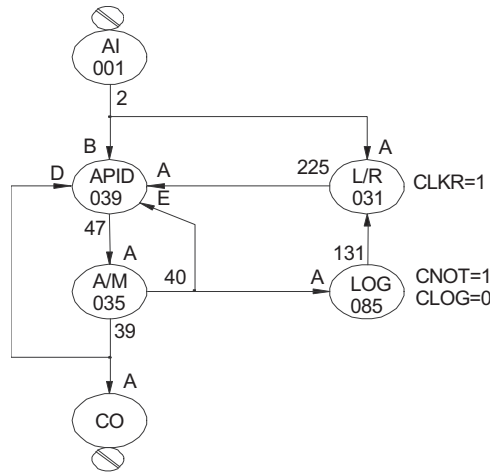 AI
001
2
B
A
D
APID
039
A
E
225
L/R
031
CLKR=1
47
A
A/M
035
40
A
131
LOG
085
CNOT=1
CLOG=0
39
A
CO